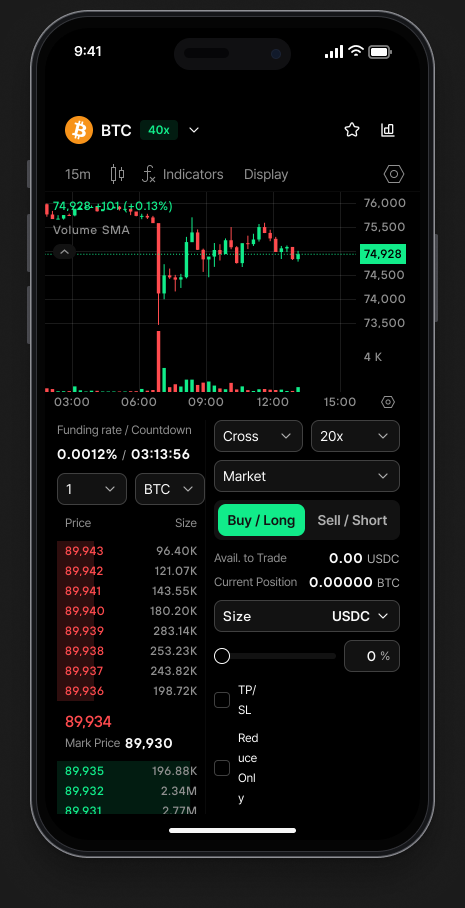 9:41
BTC 40x
15m Indicators Display
74,928 +101 (+0.13%)
Volume SMA
76,000
75,500
74,928
74,500
74,000
73,500
4 K
03:00 06:00 09:00 12:00 15:00
Funding rate / Countdown
0.0012% / 03:13:56
1 BTC
Price Size
89,943 96.40K
89,942 121.07K
89,941 143.55K
89,940 180.20K
89,939 283.14K
89,938 253.23K
89,937 243.82K
89,936 198.72K
89,934
Mark Price 89,930
89,935 196.88K
89,932 2.34M
89,931 2.77M
Cross 20x
Market
Buy / Long Sell / Short
Avail. to Trade 0.00 USDC
Current Position 0.00000 BTC
Size USDC
0 %
TP/
SL
Red
uce
Onl
y